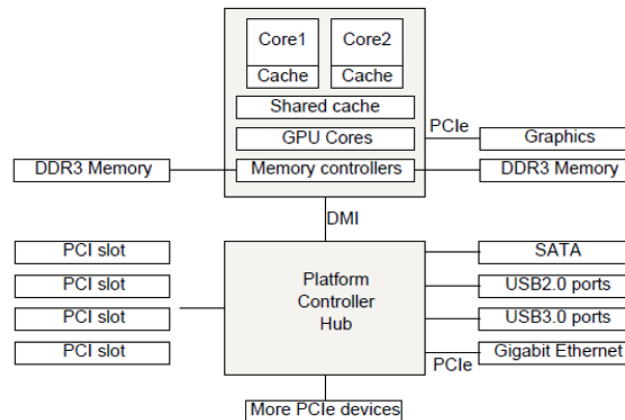 Core1
Core2
Cache
Cache
Shared cache
GPU Cores
PCIe
Graphics
DDR3 Memory
Memory controllers
DDR3 Memory
DMI
PCI slot
SATA
PCI slot
Platform
Controller
Hub
USB2.0 ports
PCI slot
USB3.0 ports
PCI slot
PCIe
Gigabit Ethernet
More PCIe devices